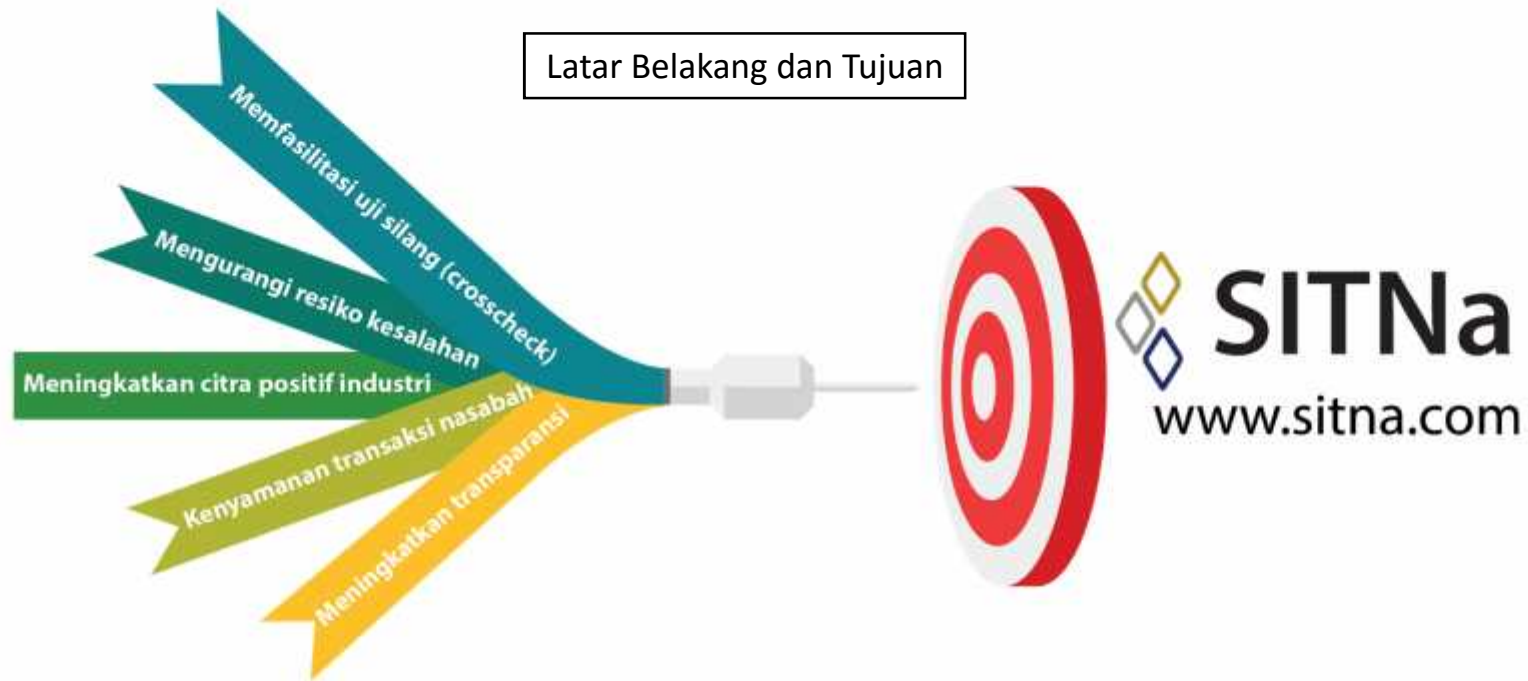 Latar Belakang dan Tujuan
Memfasilitasi uji silang (crosscheck)
Mengurangi resiko kesalahan
Meningkatkan citra positif industri
Kenyamanan transaksi nasabah
Meningkatkan transparansi
SITNa
www.sitna.com